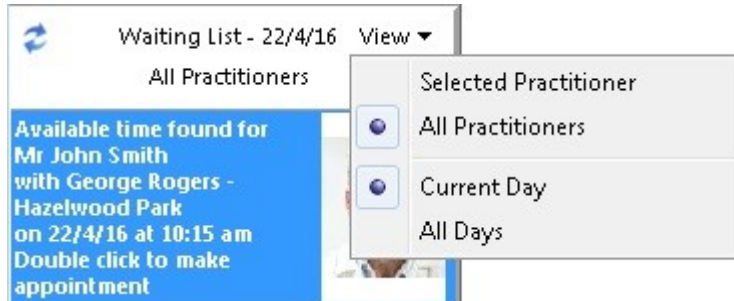 Waiting List - 22/4/16 View
All Practitioners
Selected Practitioner
All Practitioners
Current Day
All Days
Available time found for
Mr John Smith
with George Rogers -
Hazelwood Park
on 22/4/16 at 10:15 am
Double click to make
appointment